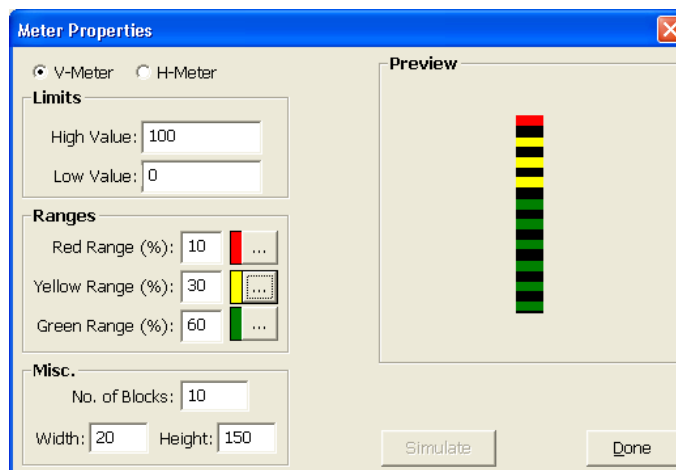 Meter Properties
V-Meter H-Meter
Limits
High Value: 100
Low Value: 0
Ranges
Red Range (%): 10 ...
Yellow Range (%): 30 ...
Green Range (%): 60 ...
Misc.
No. of Blocks: 10
Width: 20 Height: 150
Preview
Simulate Done